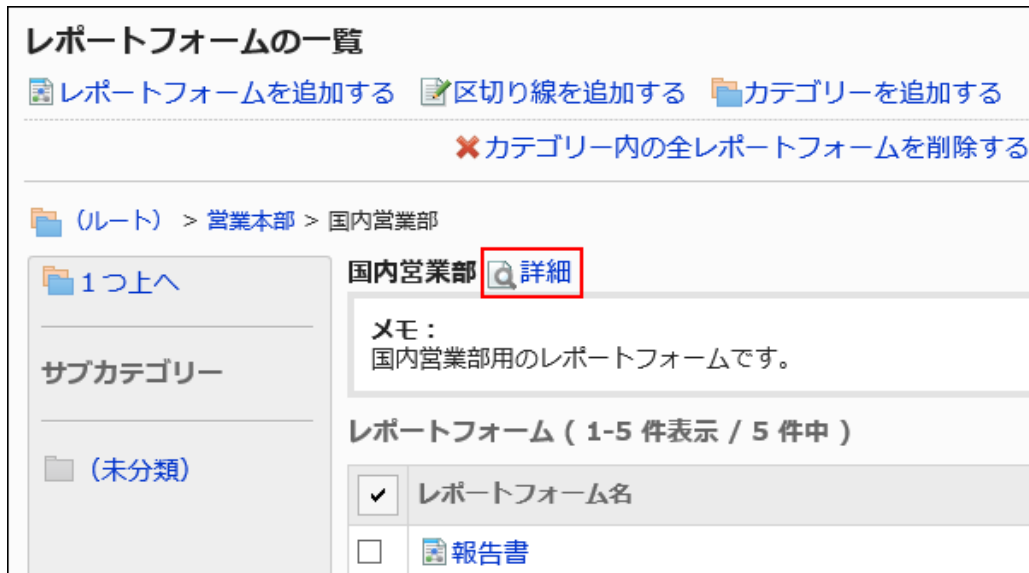 レポートフォームの一覧
レポートフォームを追加する 区切り線を追加する カテゴリーを追加する
カテゴリー内の全レポートフォームを削除する
（ルート） > 営業本部 > 国内営業部
1つ上へ
サブカテゴリー
（未分類）
国内営業部 詳細
メモ：
国内営業部用のレポートフォームです。
レポートフォーム ( 1-5 件表示 / 5 件中 )
レポートフォーム名
報告書